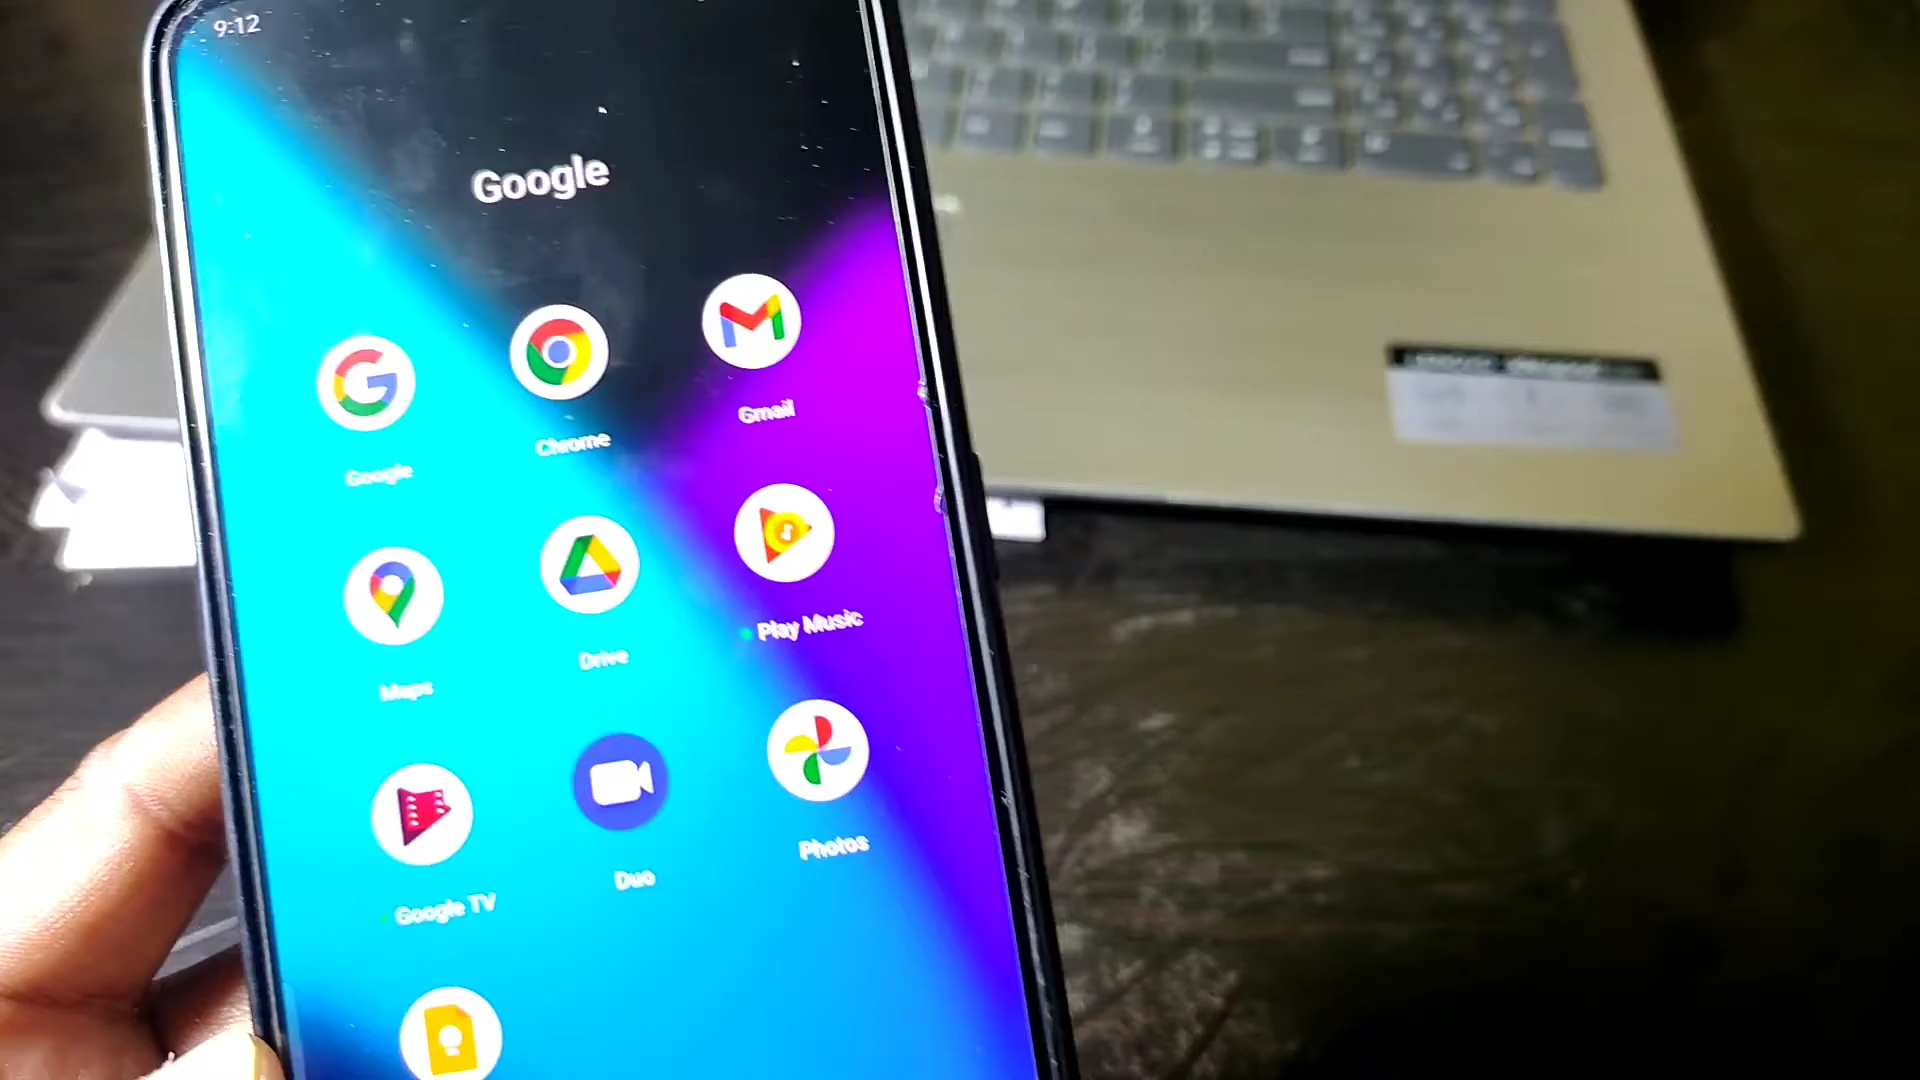 9:12
Google
Google Chrome Gmail
Maps Drive Play Music
Google TV Duo Photos